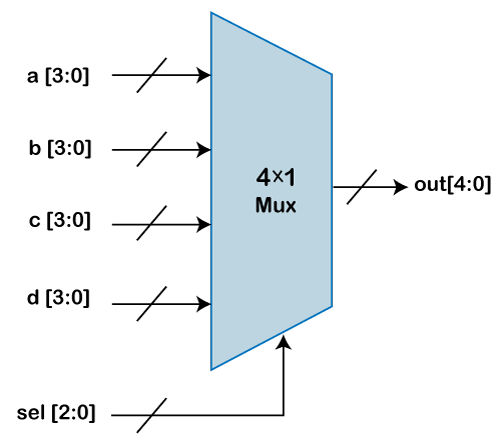 a [3:0]
b [3:0]
c [3:0]
d [3:0]
sel [2:0]
4×1
Mux
out[4:0]